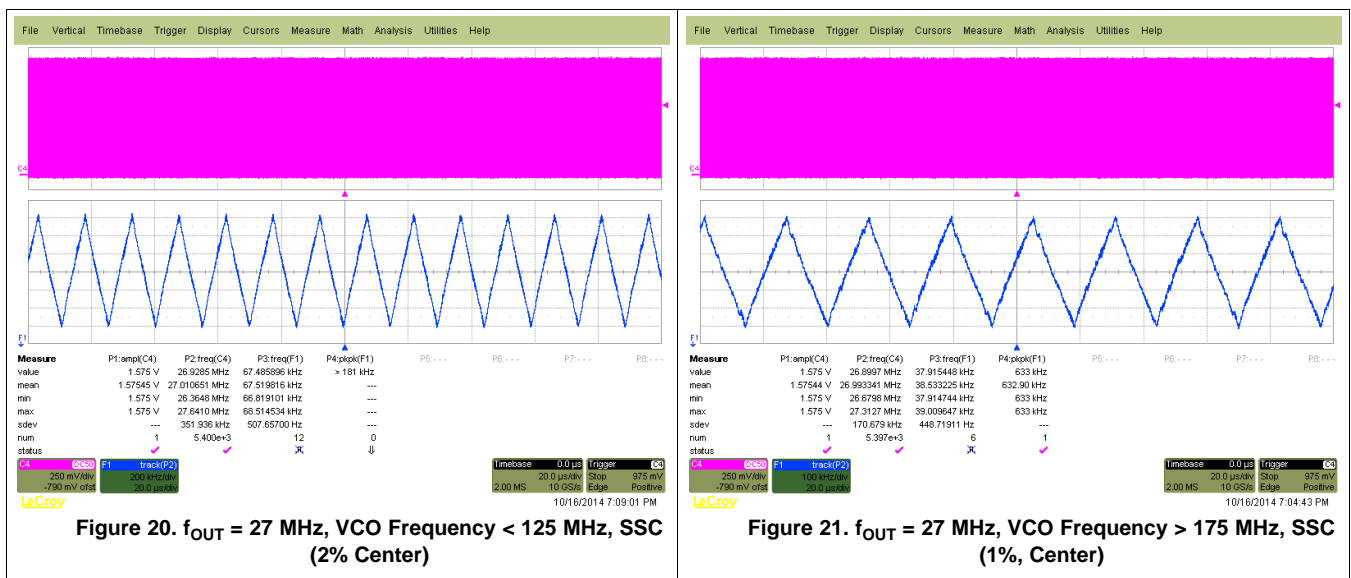 File Vertical Timebase Trigger Display Cursors Measure Math Analysis Utilities Help
C4
F1
Measure P1:ampl(C4) P2:freq(C4) P3:freq(F1) P4:pkpk(F1) P5:--- P6:--- P7:--- P8:---
value 1.575 V 26.9285 MHz 67.485896 kHz > 181 kHz
mean 1.57545 V 27.010651 MHz 67.519816 kHz ---
min 1.575 V 26.3648 MHz 66.819101 kHz ---
max 1.575 V 27.6410 MHz 68.514534 kHz ---
sdev --- 351.936 kHz 507.65700 Hz ---
num 1 5.400e+3 12 0
status
C4 DC50
250 mV/div
-790 mV ofst
F1 track(P2)
200 kHz/div
20.0 µs/div
Timebase 0.0 µs
20.0 µs/div
2.00 MS 10 GS/s
Trigger C4
Stop 975 mV
Edge Positive
LeCroy
10/16/2014 7:09:01 PM
Figure 20. fOUT = 27 MHz, VCO Frequency < 125 MHz, SSC
(2% Center)
File Vertical Timebase Trigger Display Cursors Measure Math Analysis Utilities Help
C4
F1
Measure P1:ampl(C4) P2:freq(C4) P3:freq(F1) P4:pkpk(F1) P5:--- P6:--- P7:--- P8:---
value 1.575 V 26.8997 MHz 37.915448 kHz 633 kHz
mean 1.57544 V 26.993341 MHz 38.533225 kHz 632.90 kHz
min 1.575 V 26.6798 MHz 37.914744 kHz 633 kHz
max 1.575 V 27.3127 MHz 39.009647 kHz 633 kHz
sdev --- 170.679 kHz 448.71911 Hz ---
num 1 5.397e+3 6 1
status
C4 DC50
250 mV/div
-790 mV ofst
F1 track(P2)
100 kHz/div
20.0 µs/div
Timebase 0.0 µs
20.0 µs/div
2.00 MS 10 GS/s
Trigger C4
Stop 975 mV
Edge Positive
LeCroy
10/16/2014 7:04:43 PM
Figure 21. fOUT = 27 MHz, VCO Frequency > 175 MHz, SSC
(1%, Center)